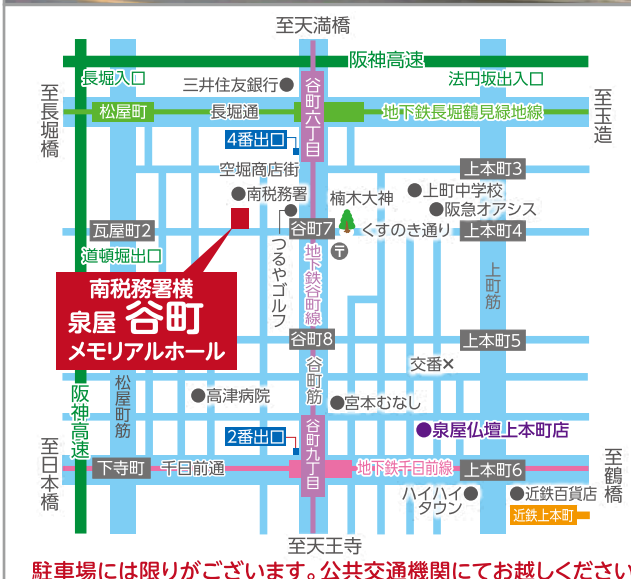 至天満橋
阪神高速
長堀入口
三井住友銀行
法円坂出入口
至長堀橋
松屋町
長堀通
谷町六丁目
地下鉄長堀鶴見緑地線
至玉造
4番出口
空堀商店街
上本町3
南税務署
楠木大神
上町中学校
阪急オアシス
瓦屋町2
谷町7
くすのき通り
上本町4
〒
道頓堀出口
つるやゴルフ
地下鉄谷町線
上町筋
南税務署横
泉屋 谷町
メモリアルホール
谷町8
上本町5
交番×
松屋町筋
阪神高速
高津病院
谷町筋
宮本むなし
泉屋仏壇上本町店
2番出口
谷町九丁目
至日本橋
下寺町
千日前通
地下鉄千日前線
上本町6
至鶴橋
ハイハイ
タウン
近鉄百貨店
近鉄上本町
至天王寺
駐車場には限りがございます。公共交通機関にてお越しください